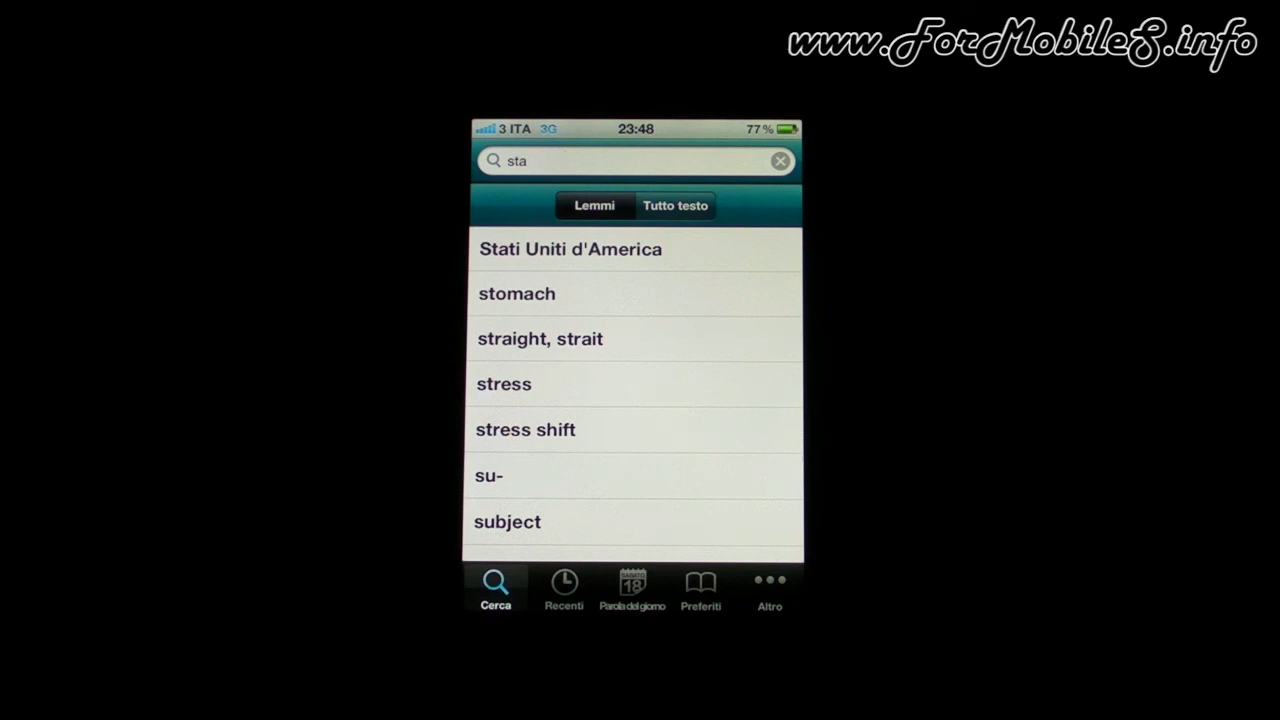 www.ForMobileS.info
3 ITA 3G 23:48 77%
sta
Lemmi Tutto testo
Stati Uniti d'America
stomach
straight, strait
stress
stress shift
su-
subject
SABATO
18
Cerca Recenti Parola del giorno Preferiti Altro